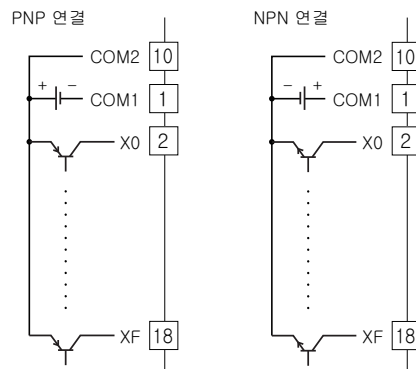 PNP 연결
COM2 10
+ − COM1 1
X0 2
XF 18
NPN 연결
COM2 10
− + COM1 1
X0 2
XF 18